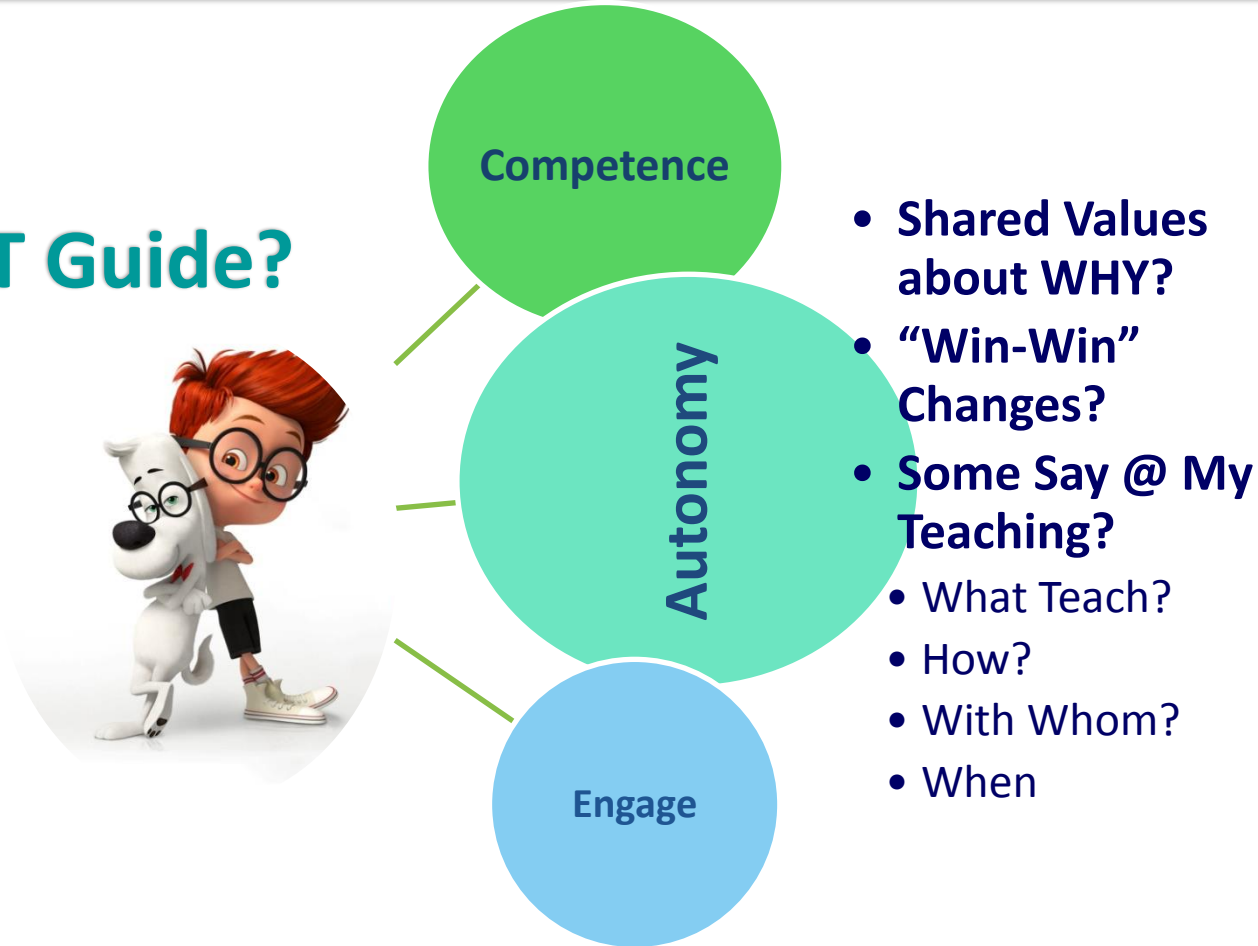 T Guide?
Competence
Autonomy
Engage
• Shared Values
about WHY?
• “Win-Win”
Changes?
• Some Say @ My
Teaching?
• What Teach?
• How?
• With Whom?
• When